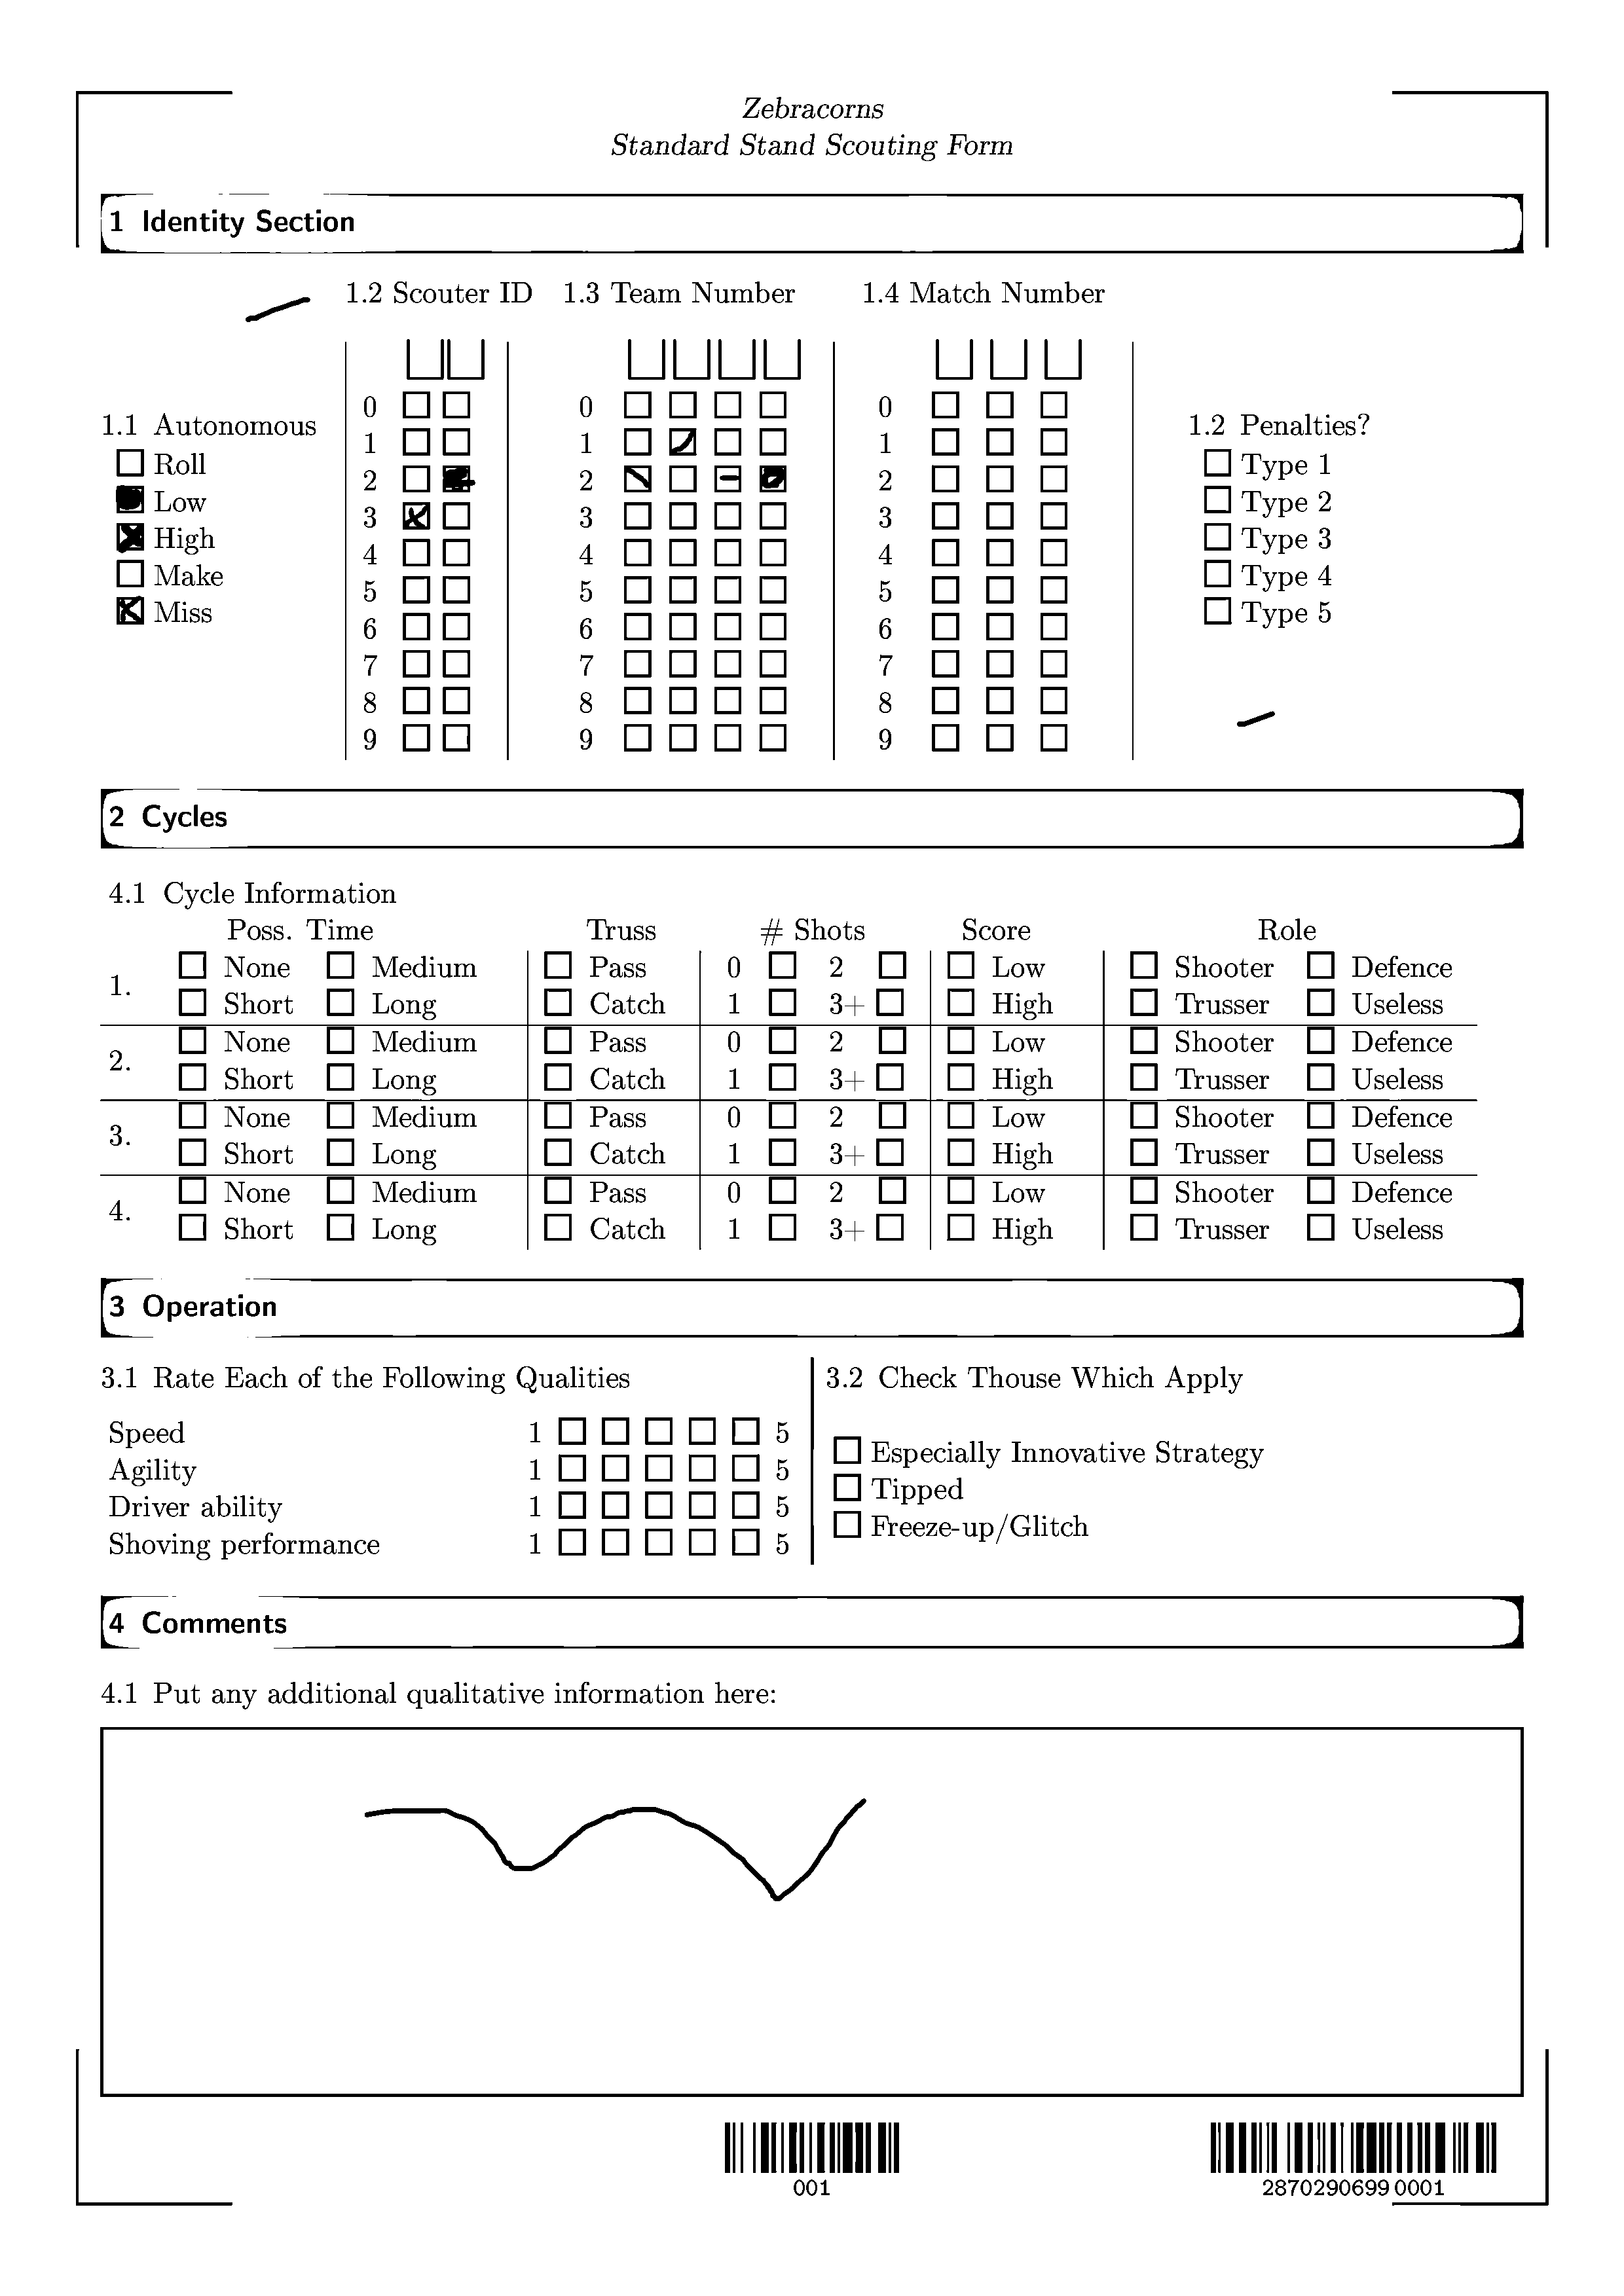 Zebracorns
Standard Stand Scouting Form
1 Identity Section
1.2 Scouter ID 1.3 Team Number 1.4 Match Number
1.1 Autonomous
Roll
Low
High
Make
Miss
0
1
2
3
4
5
6
7
8
9
0
1
2
3
4
5
6
7
8
9
0
1
2
3
4
5
6
7
8
9
1.2 Penalties?
Type 1
Type 2
Type 3
Type 4
Type 5
2 Cycles
4.1 Cycle Information
Poss. Time Truss # Shots Score Role
1. None Medium Pass 0 2 Low Shooter Defence
Short Long Catch 1 3+ High Trusser Useless
2. None Medium Pass 0 2 Low Shooter Defence
Short Long Catch 1 3+ High Trusser Useless
3. None Medium Pass 0 2 Low Shooter Defence
Short Long Catch 1 3+ High Trusser Useless
4. None Medium Pass 0 2 Low Shooter Defence
Short Long Catch 1 3+ High Trusser Useless
3 Operation
3.1 Rate Each of the Following Qualities
Speed 1 5
Agility 1 5
Driver ability 1 5
Shoving performance 1 5
3.2 Check Thouse Which Apply
Especially Innovative Strategy
Tipped
Freeze-up/Glitch
4 Comments
4.1 Put any additional qualitative information here:
001
2870290699 0001